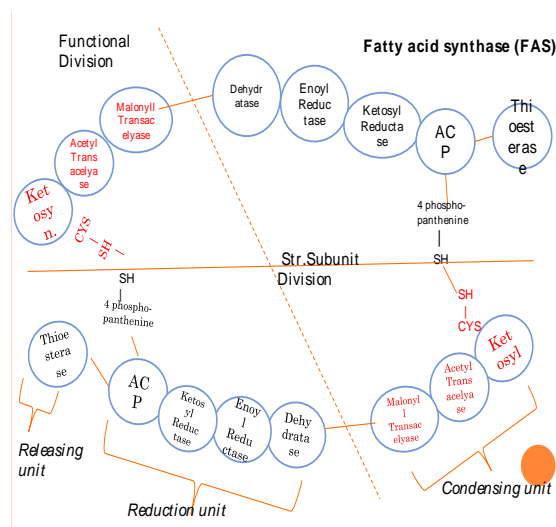 Functional
Division
Fatty acid synthase (FAS)
Ket
osy
n.
Acetyl
Trans
acelya
se
Malonyll
Transac
elyase
Dehydr
atase
Enoyl
Reduc
tase
Ketosyl
Reducta
se
AC
P
Thi
oest
eras
e
CYS
SH
4 phospho-
panthenine
SH
Str.Subunit
Division
SH
4 phospho-
panthenine
SH
CYS
Thioe
stera
se
AC
P
Ketos
yl Reduc
tase
Enoy
l
Redu
ctase
Dehy
drata
se
Malonyl
l
Transac
elyase
Acetyl
Trans
acelya
se
Ket
osyl
Releasing
unit
Reduction unit
Condensing unit